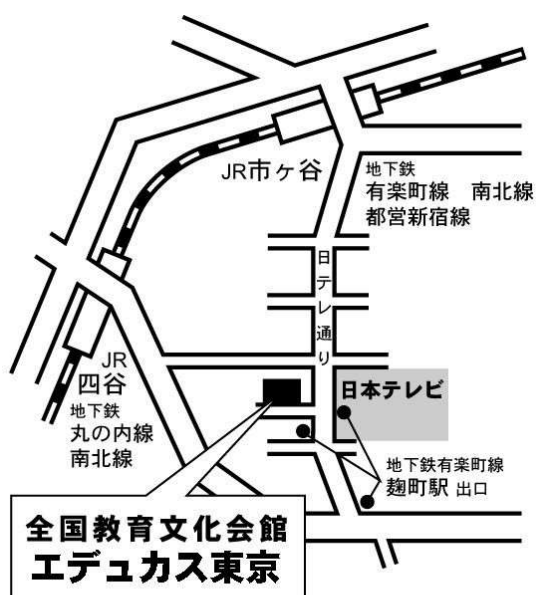 JR市ヶ谷
地下鉄
有楽町線 南北線
都営新宿線
日テレ通り
JR
四谷
地下鉄
丸の内線
南北線
日本テレビ
地下鉄有楽町線
麹町駅 出口
全国教育文化会館
エデュカス東京